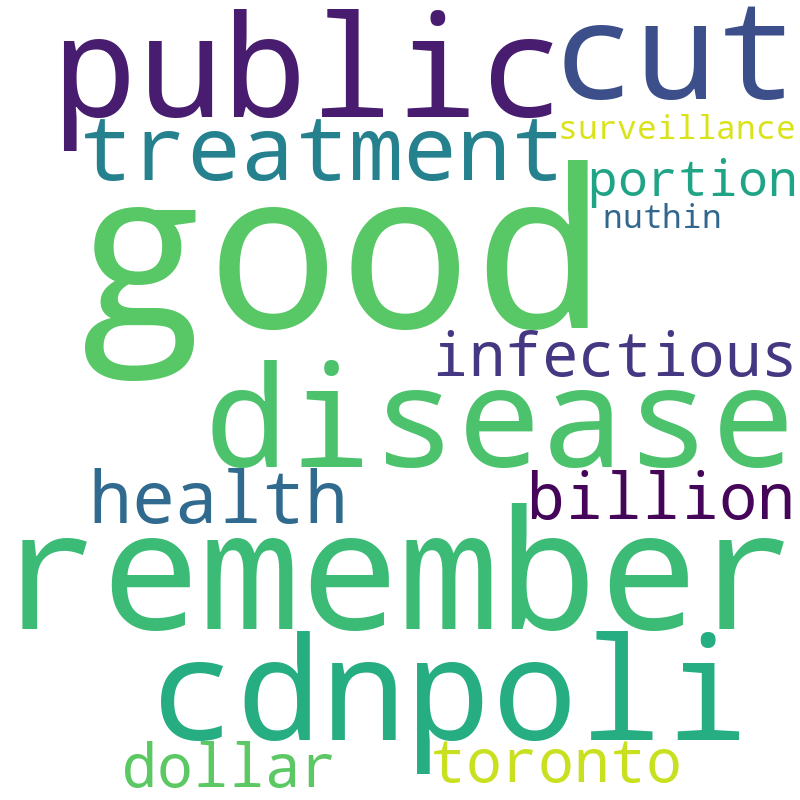 public cut
treatment surveillance
portion
good nuthin
infectious
disease
health billion
remember
cdnpoli
dollar toronto